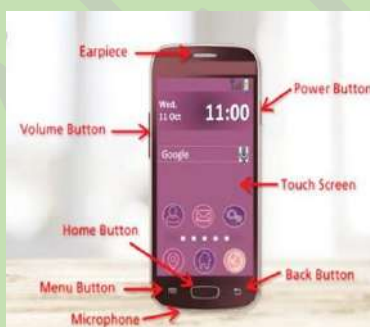 Earpiece
Power Button
Wed.
11 Oct
11:00
Volume Button
Google
Touch Screen
Home Button
Menu Button
Back Button
Microphone